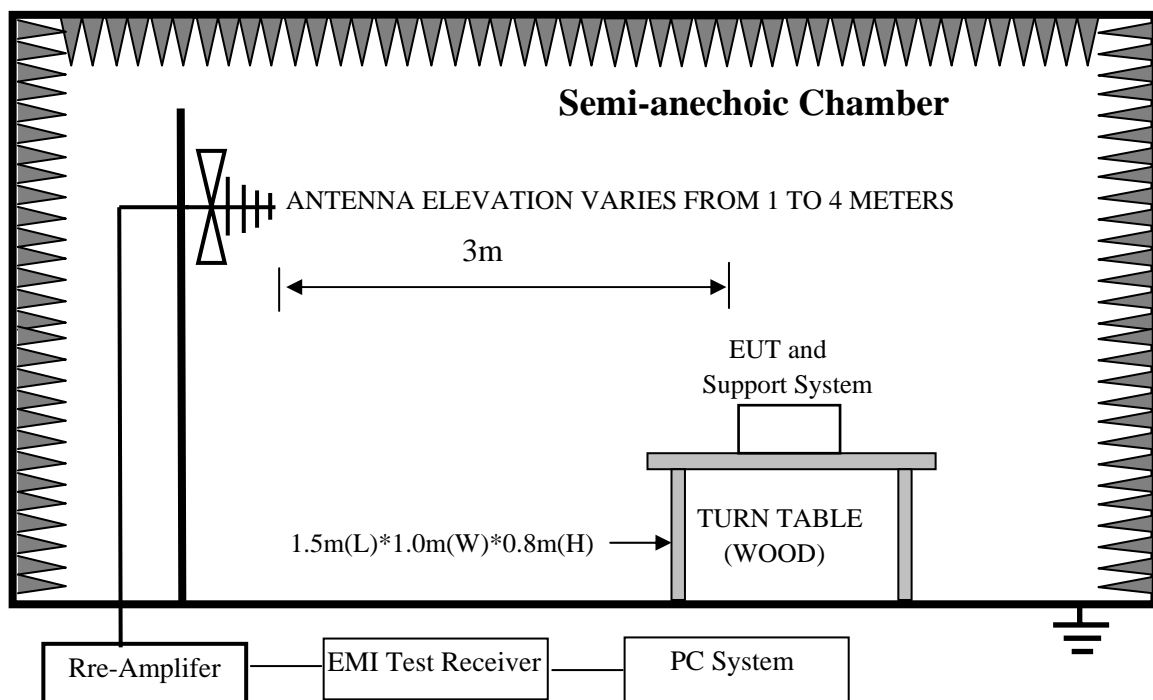 Semi-anechoic Chamber
ANTENNA ELEVATION VARIES FROM 1 TO 4 METERS
3m
EUT and
Support System
TURN TABLE
(WOOD)
1.5m(L)*1.0m(W)*0.8m(H)
Rre-Amplifer
EMI Test Receiver
PC System